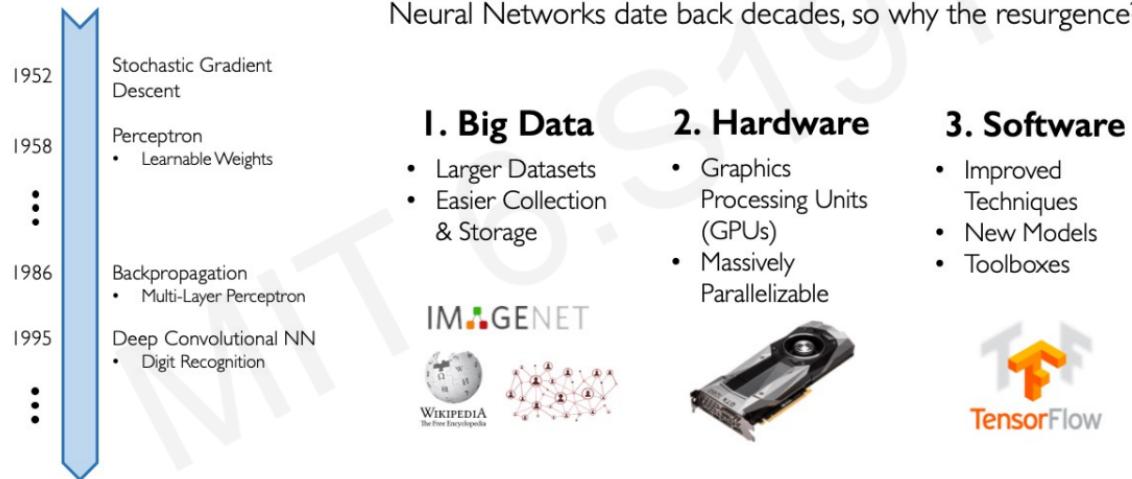 Neural Networks date back decades, so why the resurgence?
1952
Stochastic Gradient
Descent
1958
Perceptron
• Learnable Weights
1986
Backpropagation
• Multi-Layer Perceptron
1995
Deep Convolutional NN
• Digit Recognition
1. Big Data
• Larger Datasets
• Easier Collection
& Storage
IMAGENET
WIKIPEDIA
The Free Encyclopedia
2. Hardware
• Graphics
Processing Units
(GPUs)
• Massively
Parallelizable
3. Software
• Improved
Techniques
• New Models
• Toolboxes
TensorFlow
MIT 6.S191